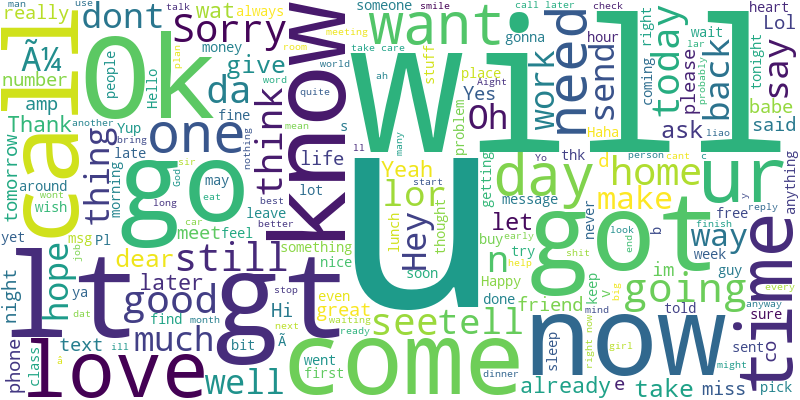 man
use
really
dont
wat
always
talk
know
want
will
call later
someone
smile
gonna
check
heart
Lol
call
Ã¼
ok
Sorry
money
look
people
Hello
da
give
number
amp
Thank
Yup
fine
room
plan
meeting
world
take care
ah
quite
stuff
place
Aight
Yes
oh
work
need
hour
send
Haha
coming
right
today
please
wait
lar
probably
back
tonight
say
babe
said
ask
liao
another
bring
late
one
think
word
mean
s
life
ll
lot
many
problem
Yeah
tomorrow
around
wont
wish
morning
thing
go
sir
God
nothing
may
eat
long
car
meet
feel
best
better
leave
u
lor
Hey
start
lunch
thought
day
Yo
getting
thk
message
d
home
make
person
cant
c
ur
y
reply
anything
yet
job
msg
Pl
hope
dear
still
something
nice
soon
let
n
buy
early
Happy
try
help
got
never
free
b
im
look
end
way
finish
week
guy
time
every
anyway
lt
gt
night
ya
dat
later
good
find
month
Hi
stop
next
even
great
waiting
ready
see
tell
done
friend
shit
keep
v
mind
big
going
told
sure
sent
might
co
phone
class
text
ill
much
bit
Ã
love
well
went
first
dinner
come
sleep
already
e
right now
girl
now
take
miss
pick